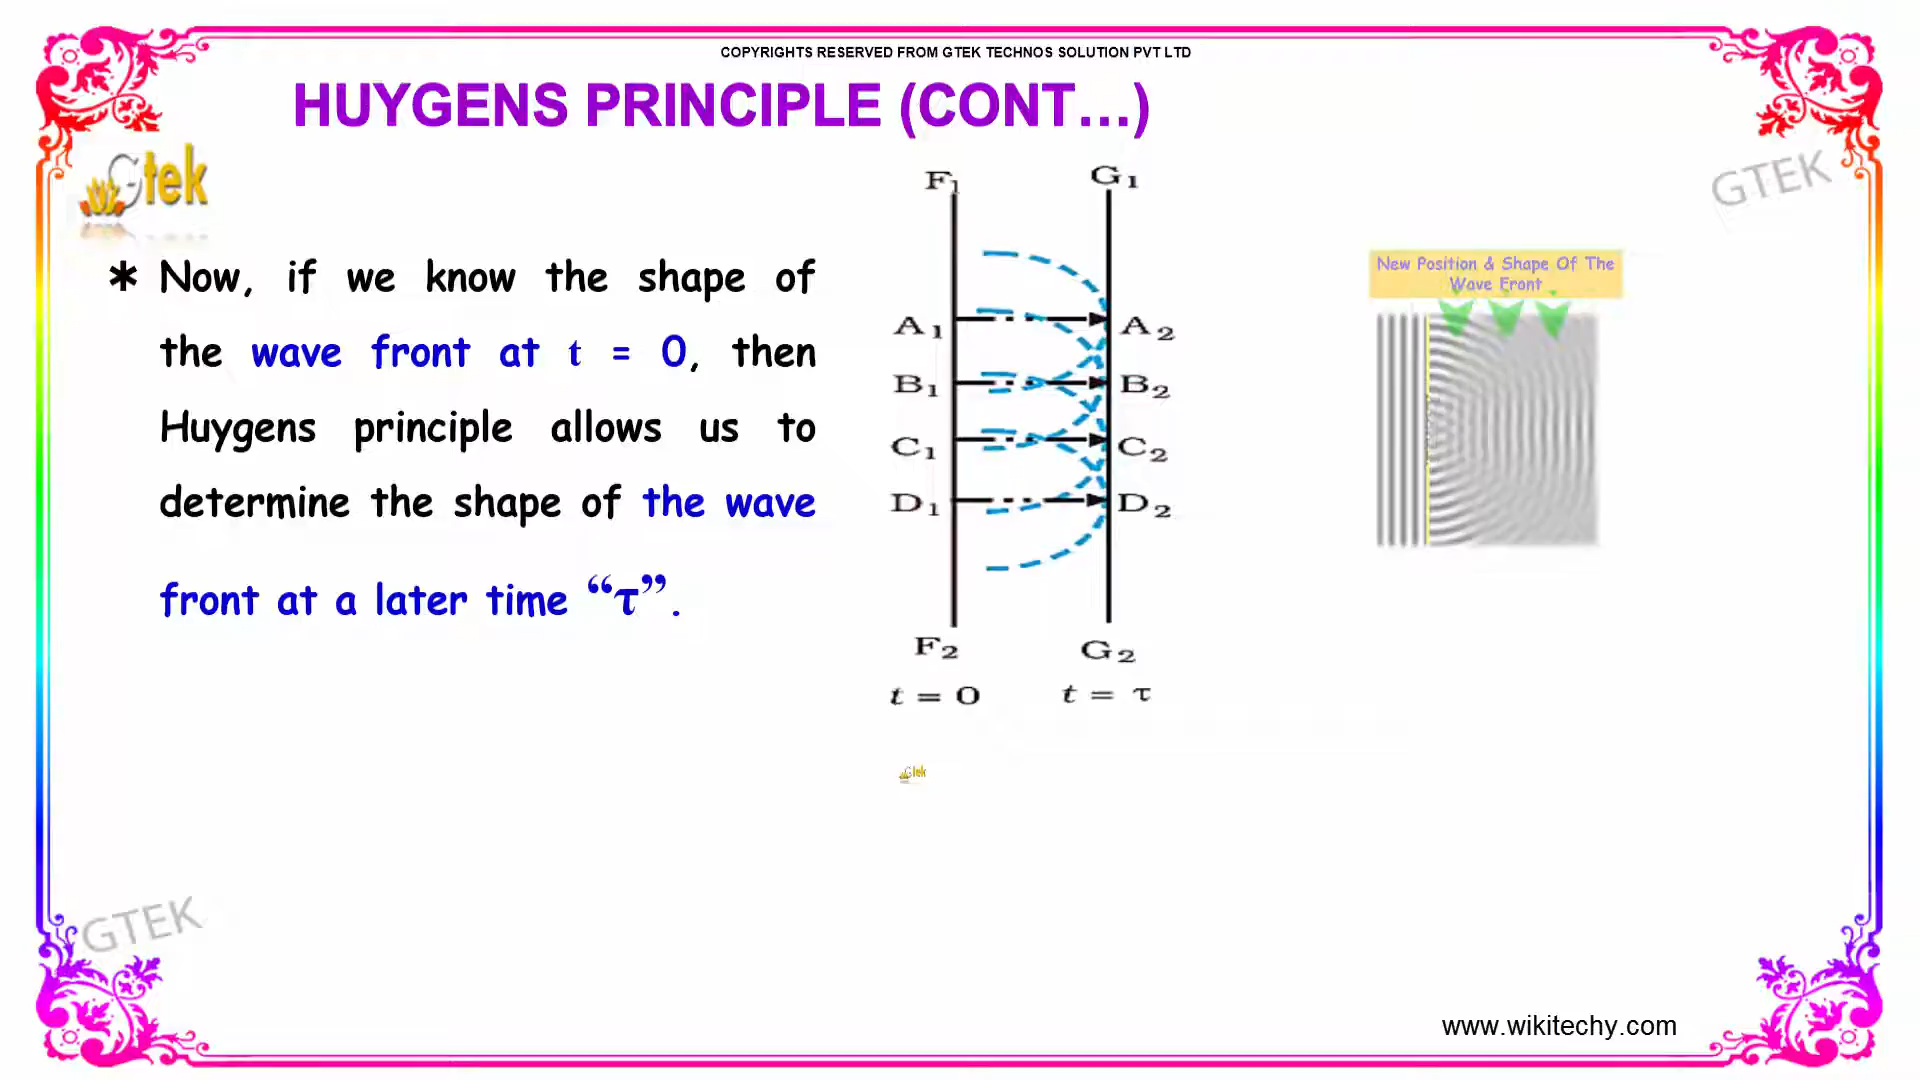 COPYRIGHTS RESERVED FROM GTEK TECHNOS SOLUTION PVT LTD
HUYGENS PRINCIPLE (CONT...)
Gtek
GTEK
* Now, if we know the shape of
the wave front at t = 0, then
Huygens principle allows us to
determine the shape of the wave
front at a later time “τ”.
F1 G1
A1 A2
B1 B2
C1 C2
D1 D2
F2 G2
t = 0 t = τ
New Position & Shape Of The
Wave Front
Gtek
GTEK
www.wikitechy.com